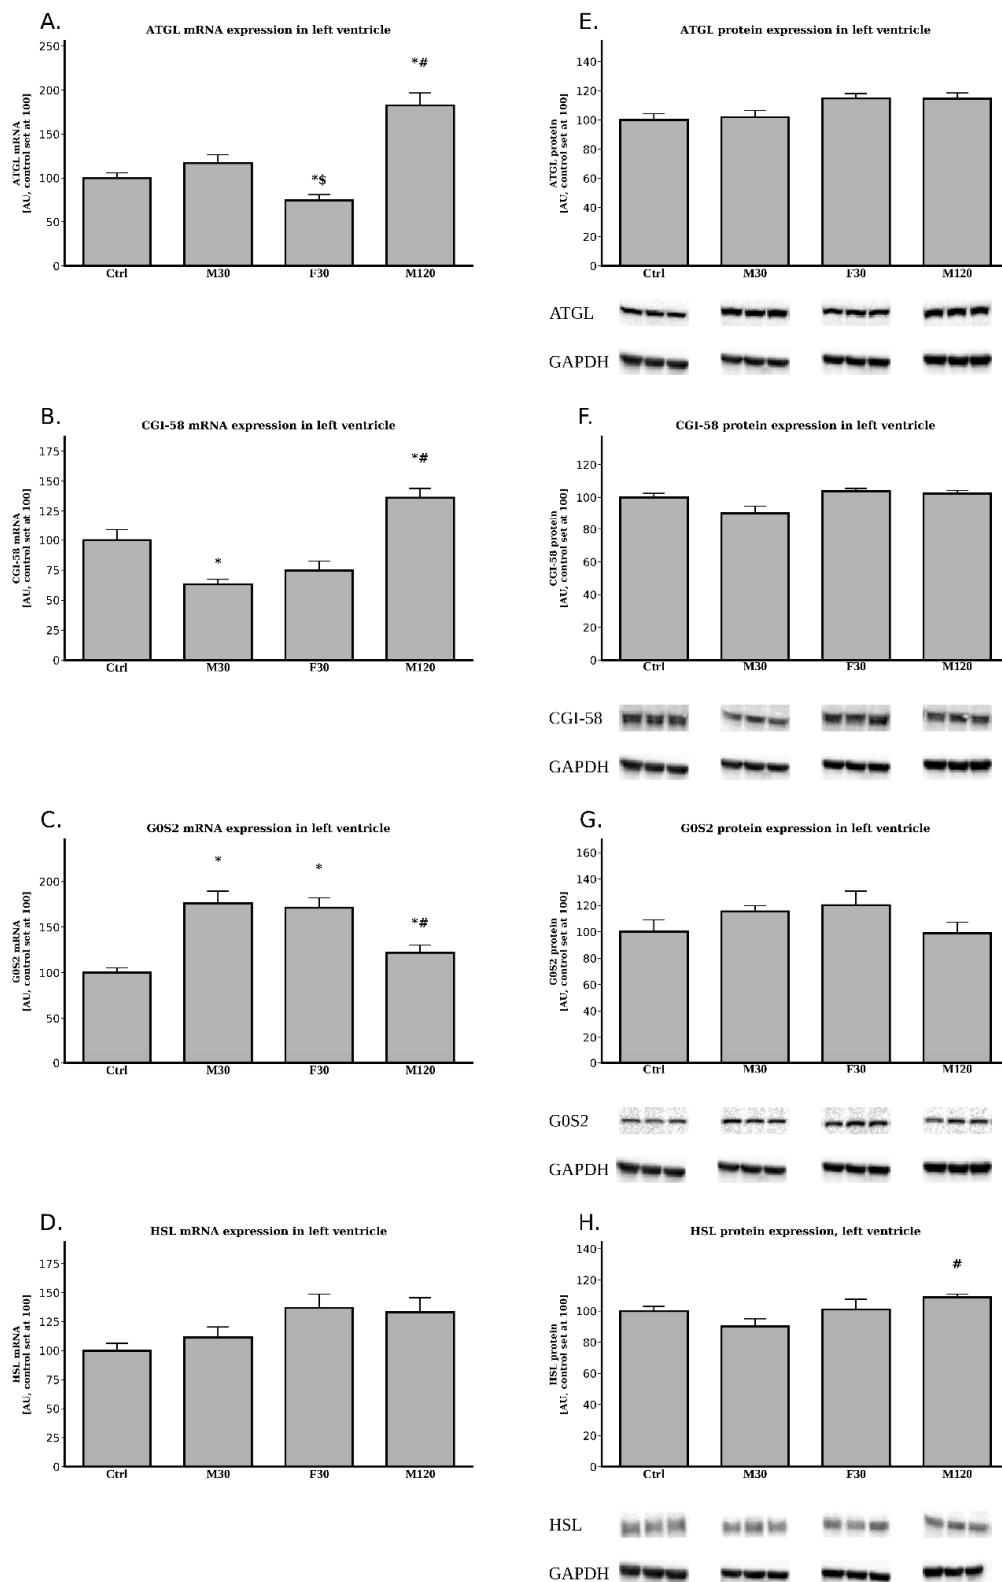 A.
ATGL mRNA expression in left ventricle
ATGL mRNA
[AU, control set at 100]
250
200
150
100
50
0
*$
*#
Ctrl M30 F30 M120
E.
ATGL protein expression in left ventricle
ATGL protein
[AU, control set at 100]
140
120
100
80
60
40
20
0
Ctrl M30 F30 M120
ATGL
GAPDH
B.
CGI-58 mRNA expression in left ventricle
CGI-58 mRNA
[AU, control set at 100]
175
150
125
100
75
50
25
0
*
*#
Ctrl M30 F30 M120
F.
CGI-58 protein expression in left ventricle
CGI-58 protein
[AU, control set at 100]
120
100
80
60
40
20
0
Ctrl M30 F30 M120
CGI-58
GAPDH
C.
G0S2 mRNA expression in left ventricle
G0S2 mRNA
[AU, control set at 100]
200
150
100
50
0
*
*
*#
Ctrl M30 F30 M120
G.
G0S2 protein expression in left ventricle
G0S2 protein
[AU, control set at 100]
160
140
120
100
80
60
40
20
0
Ctrl M30 F30 M120
G0S2
GAPDH
D.
HSL mRNA expression in left ventricle
HSL mRNA
[AU, control set at 100]
175
150
125
100
75
50
25
0
Ctrl M30 F30 M120
H.
HSL protein expression, left ventricle
HSL protein
[AU, control set at 100]
140
120
100
80
60
40
20
0
#
Ctrl M30 F30 M120
HSL
GAPDH